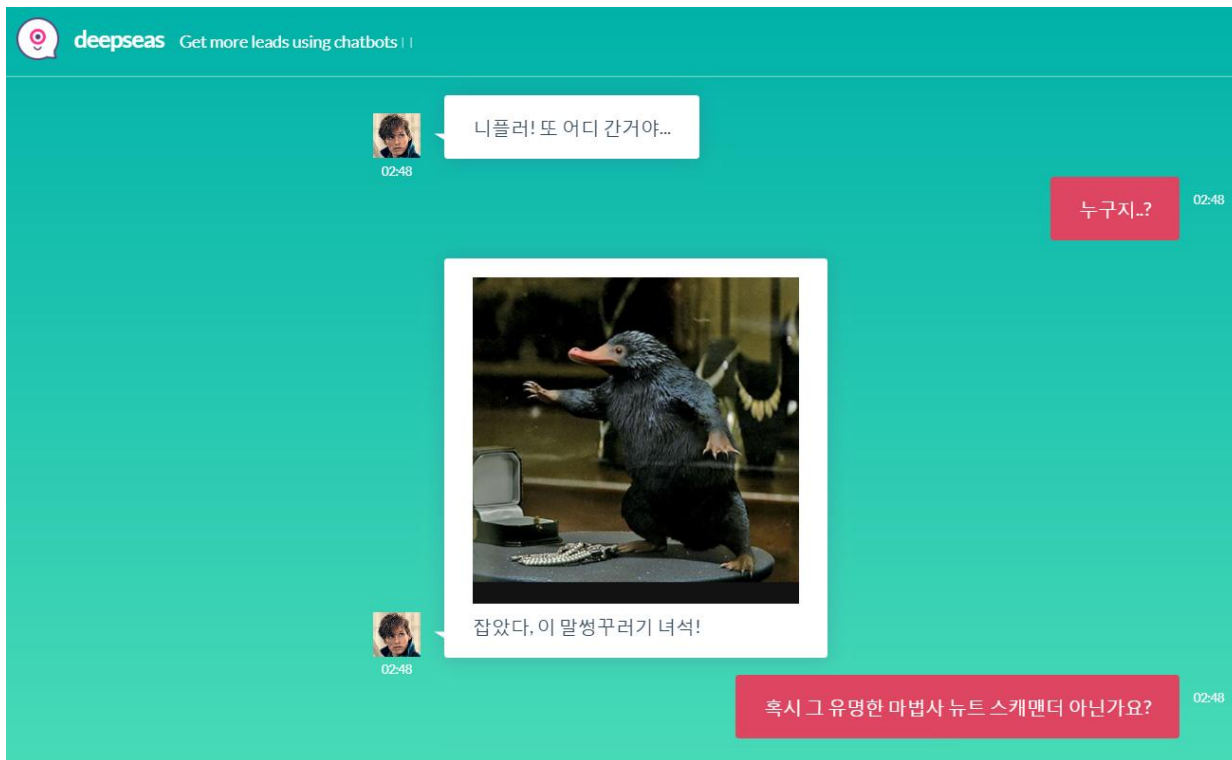 deepseas Get more leads using chatbots
니플러! 또 어디 간거야...
02:48
누구지..?
02:48
잡았다, 이 말썽꾸러기 녀석!
02:48
혹시 그 유명한 마법사 뉴트 스캐맨더 아닌가요?
02:48